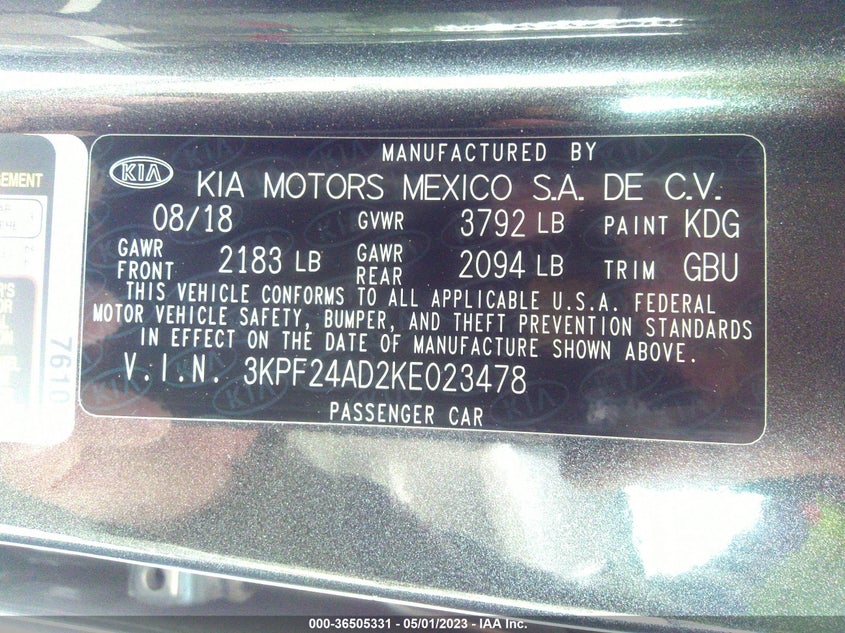 MANUFACTURED BY
KIA KIA MOTORS MEXICO S.A. DE C.V.
08/18 GVWR 3792 LB PAINT KDG
GAWR FRONT 2183 LB GAWR REAR 2094 LB TRIM GBU
THIS VEHICLE CONFORMS TO ALL APPLICABLE U.S.A. FEDERAL
MOTOR VEHICLE SAFETY, BUMPER, AND THEFT PREVENTION STANDARDS
IN EFFECT ON THE DATE OF MANUFACTURE SHOWN ABOVE.
V.I.N. 3KPF24AD2KE023478
PASSENGER CAR
7610
000-36505331 - 05/01/2023 - IAA Inc.